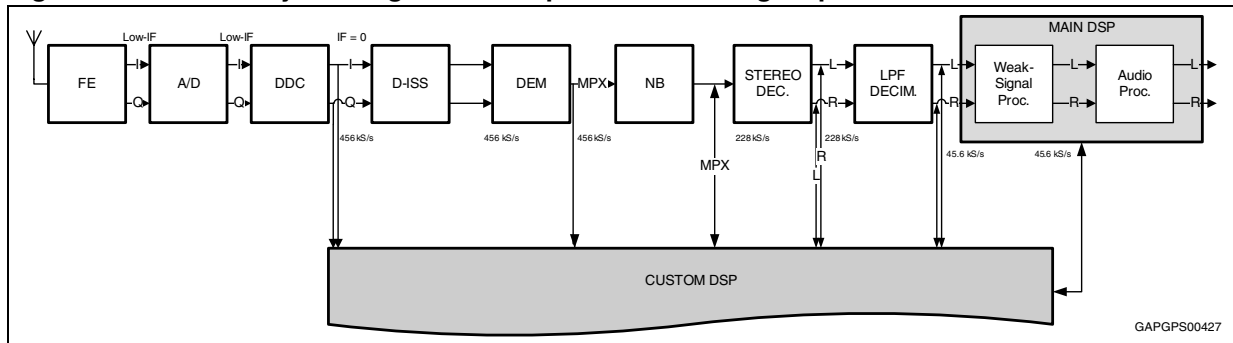 Low-IF
Low-IF
IF = 0
MAIN DSP
FE
I
Q
A/D
I
Q
DDC
I
Q
D-ISS
DEM
MPX
NB
STEREO
DEC.
L
R
LPF
DECIM.
L
R
Weak-
Signal
Proc.
L
R
Audio
Proc.
L
R
456 kS/s
456 kS/s
456 kS/s
228 kS/s
228 kS/s
45.6 kS/s
45.6 kS/s
MPX
L
R
CUSTOM DSP
GAPGPS00427